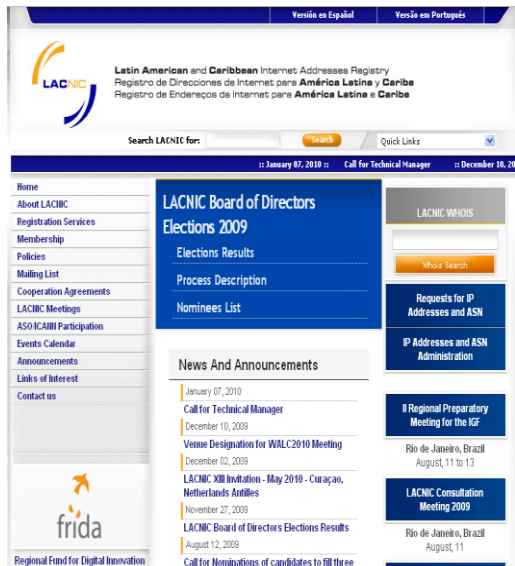 Versión en Español
Versão em Português
LACNIC
Latin American and Caribbean Internet Addresses Registry
Registro de Direcciones de Internet para América Latina y Caribe
Registro de Endereços da Internet para América Latina e Caribe
Search LACNIC for:
Search
Quick Links
:: January 07, 2010 :: Call for Technical Manager :: December 10, 20
Home
About LACNIC
Registration Services
Membership
Policies
Mailing List
Cooperation Agreements
LACNIC Meetings
ASO/ICANN Participation
Events Calendar
Announcements
Links of Interest
Contact us
frida
Regional Fund for Digital Innovation
LACNIC Board of Directors
Elections 2009
Elections Results
Process Description
Nominees List
News And Announcements
January 07, 2010
Call for Technical Manager
December 10, 2009
Venue Designation for WALC2010 Meeting
December 02, 2009
LACNIC XIII Invitation - May 2010 - Curaçao,
Netherlands Antilles
November 27, 2009
LACNIC Board of Directors Elections Results
August 12, 2009
Call for Nominations of candidates to fill three
LACNIC WHOIS
Whois Search
Requests for IP
Addresses and ASN
IP Addresses and ASN
Administration
II Regional Preparatory
Meeting for the IGF
Rio de Janeiro, Brazil
August, 11 to 13
LACNIC Consultation
Meeting 2009
Rio de Janeiro, Brazil
August, 11